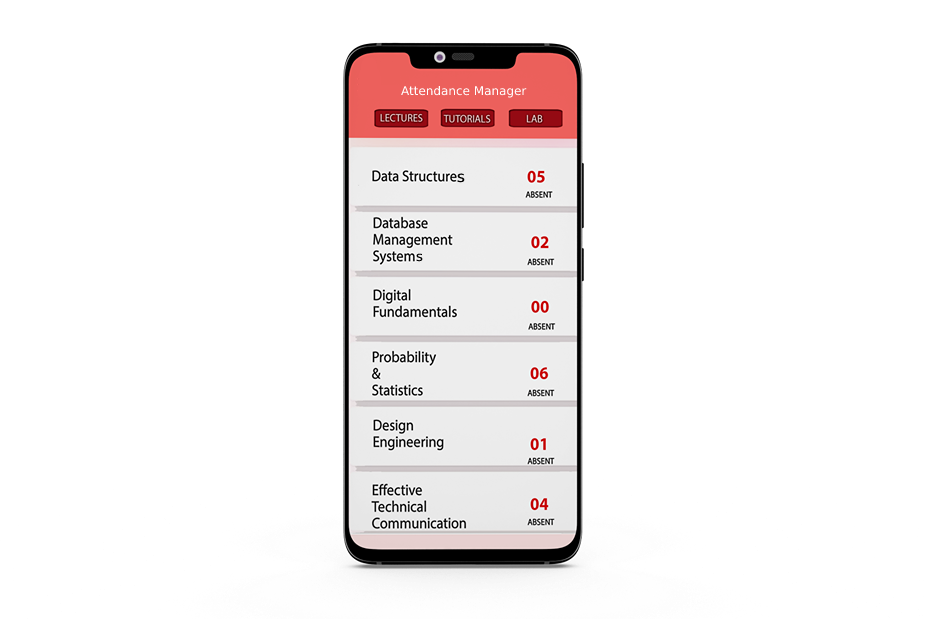 Attendance Manager
LECTURES TUTORIALS LAB
Data Structures
05
ABSENT
Database
Management
Systems
02
ABSENT
Digital
Fundamentals
00
ABSENT
Probability
&
Statistics
06
ABSENT
Design
Engineering
01
ABSENT
Effective
Technical
Communication
04
ABSENT